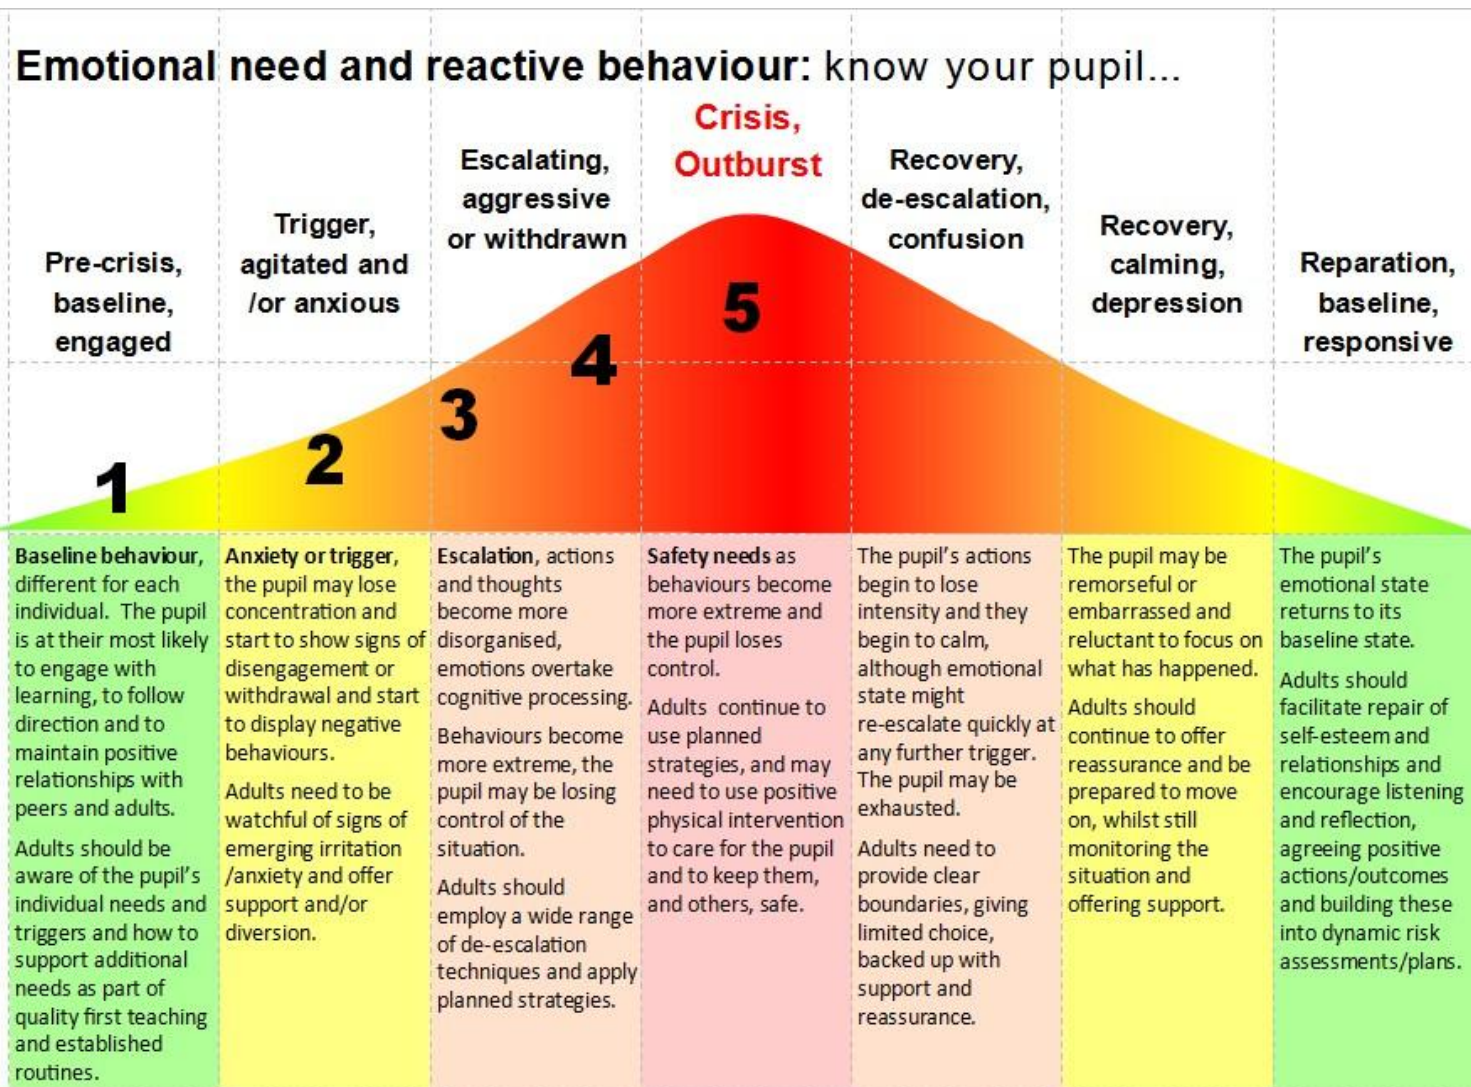 Emotional need and reactive behaviour: know your pupil...
Pre-crisis,
baseline,
engaged
Trigger,
agitated and
/or anxious
Escalating,
aggressive
or withdrawn
Crisis,
Outburst
Recovery,
de-escalation,
confusion
Recovery,
calming,
depression
Reparation,
baseline,
responsive
1
2
3
4
5
Baseline behaviour,
different for each
individual. The pupil
is at their most likely
to engage with
learning, to follow
direction and to
maintain positive
relationships with
peers and adults.
Adults should be
aware of the pupil's
individual needs and
triggers and how to
support additional
needs as part of
quality first teaching
and established
routines.
Anxiety or trigger,
the pupil may lose
concentration and
start to show signs of
disengagement or
withdrawal and start
to display negative
behaviours.
Adults need to be
watchful of signs of
emerging irritation
/anxiety and offer
support and/or
diversion.
Escalation, actions
and thoughts
become more
disorganised,
emotions overtake
cognitive processing.
Behaviours become
more extreme, the
pupil may be losing
control of the
situation.
Adults should
employ a wide range
of de-escalation
techniques and apply
planned strategies.
Safety needs as
behaviours become
more extreme and
the pupil loses
control.
Adults continue to
use planned
strategies, and may
need to use positive
physical intervention
to care for the pupil
and to keep them,
and others, safe.
The pupil's actions
begin to lose
intensity and they
begin to calm,
although emotional
state might
re-escalate quickly at
any further trigger.
The pupil may be
exhausted.
Adults need to
provide clear
boundaries, giving
limited choice,
backed up with
support and
reassurance.
The pupil may be
remorseful or
embarrassed and
reluctant to focus on
what has happened.
Adults should
continue to offer
reassurance and be
prepared to move
on, whilst still
monitoring the
situation and
offering support.
The pupil's
emotional state
returns to its
baseline state.
Adults should
facilitate repair of
self-esteem and
relationships and
encourage listening
and reflection,
agreeing positive
actions/outcomes
and building these
into dynamic risk
assessments/plans.